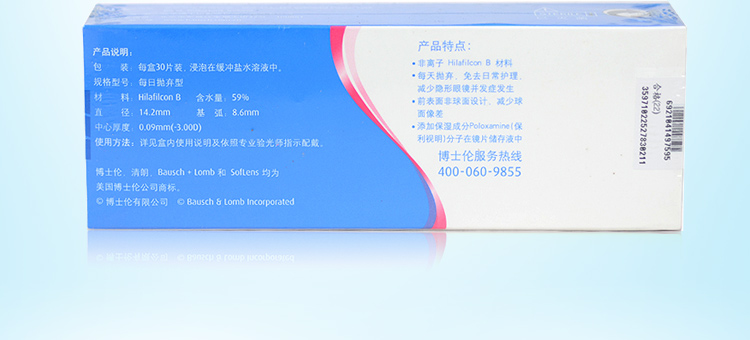 产品说明：
包 装：每盒30片装，浸泡在缓冲盐水溶液中。
规格型号：每日抛弃型
材 料：Hilafilcon B 含水量：59%
直 径：14.2mm 基 弧：8.6mm
中心厚度：0.09mm(-3.00D)
使用方法：详见盒内使用说明及依照专业验光师指示配戴。
博士伦、清朗、Bausch + Lomb 和 SofLens 均为
美国博士伦公司商标。
© 博士伦有限公司 © Bausch & Lomb Incorporated
产品特点：
• 非离子 Hilafilcon B 材料
• 每天抛弃，免去日常护理，
减少隐形眼镜并发症发生
• 前表面非球面设计，减少球
面像差
• 添加保湿成分Poloxamine(保
利视明)分子在镜片储存液中
博士伦服务热线
400-060-9855
合格(22)
6921841497595
35971022527830211